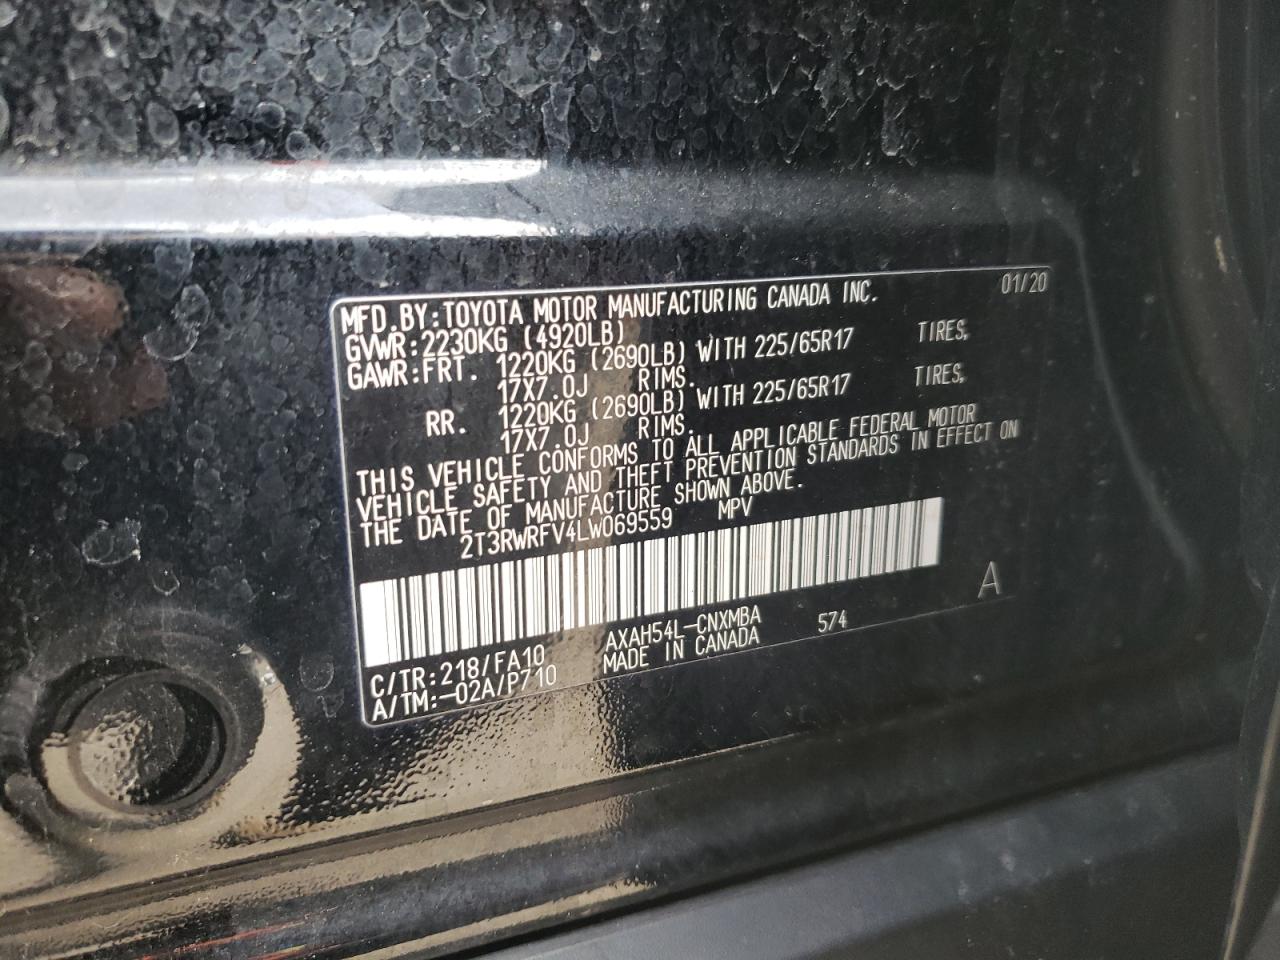 MFD.BY:TOYOTA MOTOR MANUFACTURING CANADA INC. 01/20
GVWR:2230KG (4920LB)
GAWR:FRT. 1220KG (2690LB) WITH 225/65R17 TIRES,
17X7.0J RIMS.
RR. 1220KG (2690LB) WITH 225/65R17 TIRES,
17X7.0J RIMS.
THIS VEHICLE CONFORMS TO ALL APPLICABLE FEDERAL MOTOR
VEHICLE SAFETY AND THEFT PREVENTION STANDARDS IN EFFECT ON
THE DATE OF MANUFACTURE SHOWN ABOVE.
2T3RWRFV4LW069559 MPV
A
C/TR:218/FA10 AXAH54L-CNXMBA 574
A/TM:-02A/P710 MADE IN CANADA